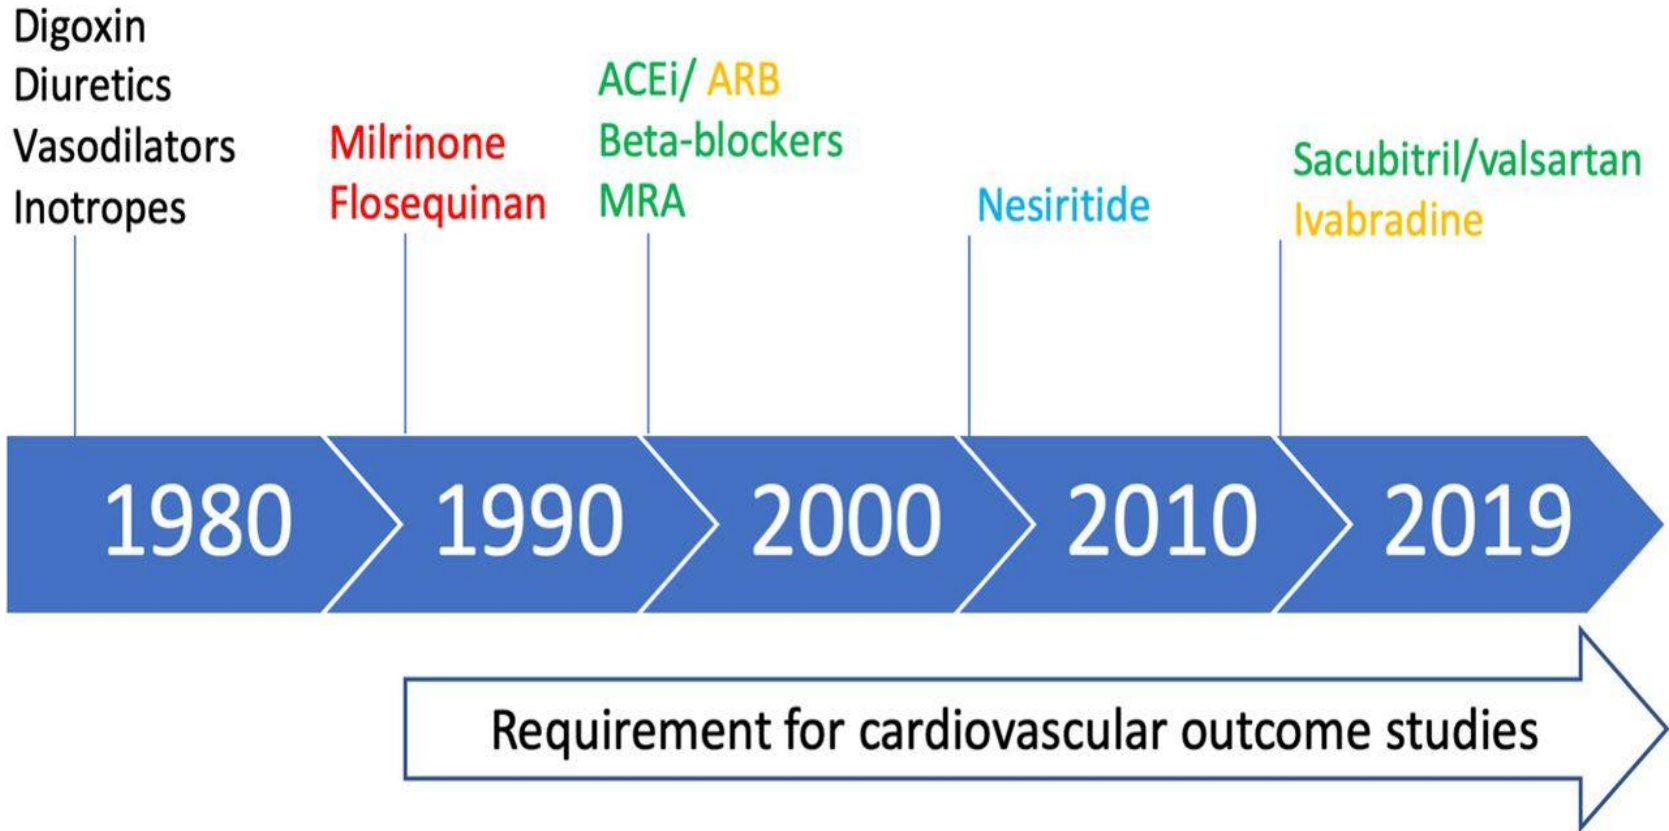 Digoxin
Diuretics
Vasodilators
Inotropes
Milrinone
Flosequinan
ACEi/ ARB
Beta-blockers
MRA
Nesiritide
Sacubitril/valsartan
Ivabradine
1980
1990
2000
2010
2019
Requirement for cardiovascular outcome studies